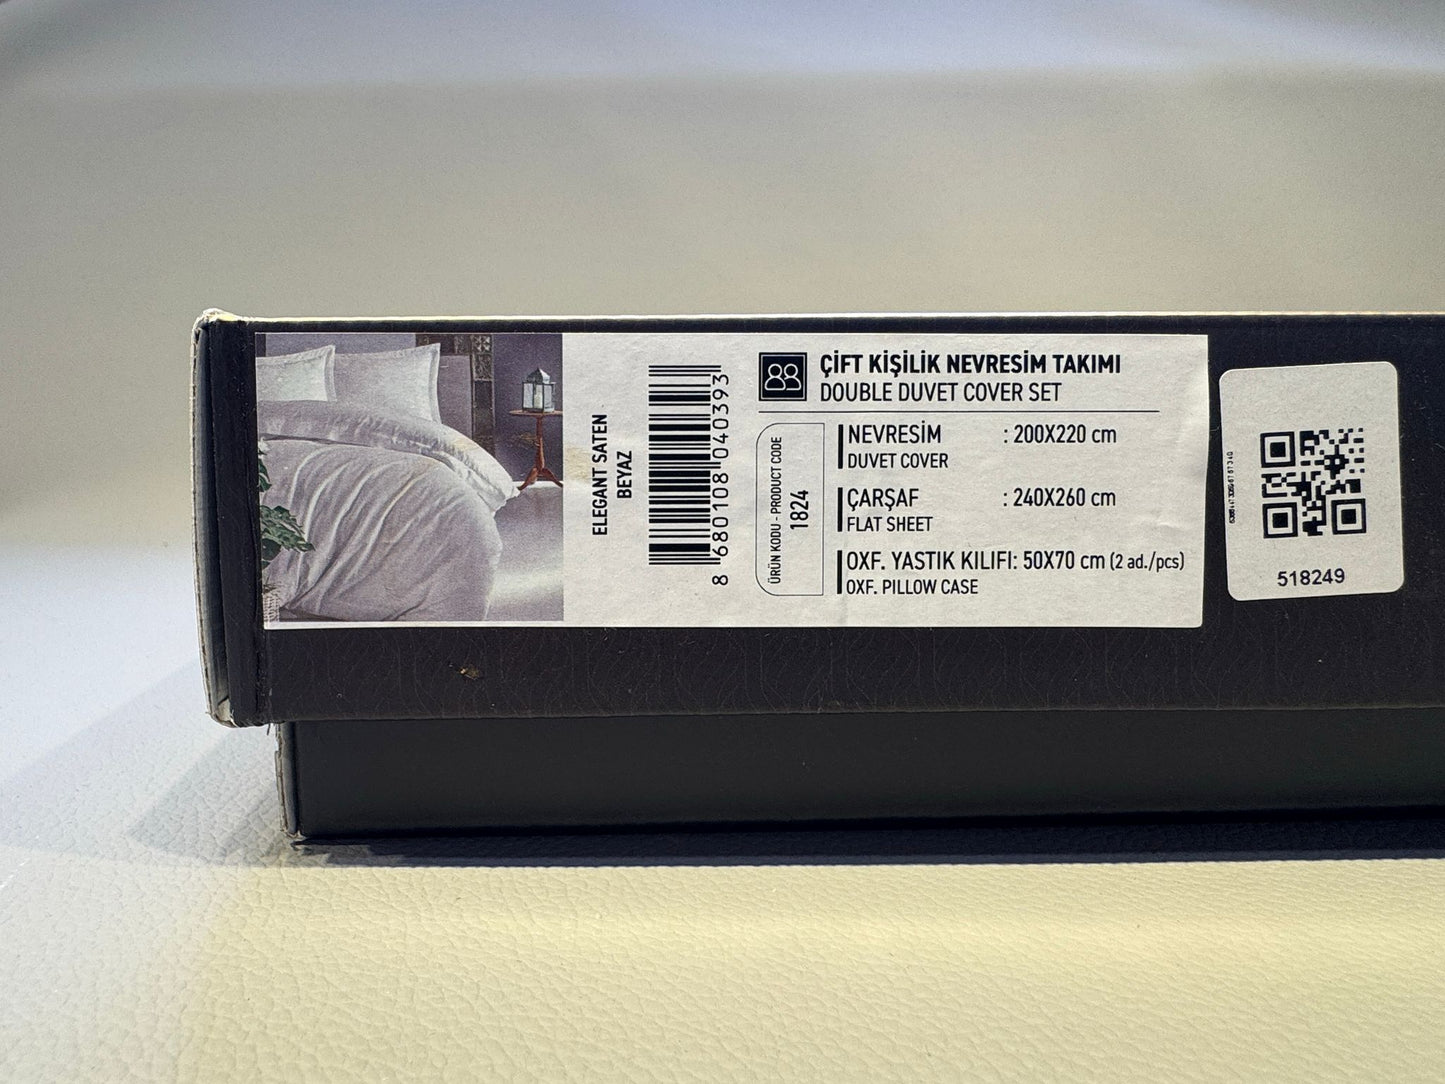 ELEGANT SATEN
BEYAZ
8 680108 040393
ÇİFT KİŞİLİK NEVRESİM TAKIMI
DOUBLE DUVET COVER SET
ÜRÜN KODU - PRODUCT CODE
1824
NEVRESİM : 200X220 cm
DUVET COVER
ÇARŞAF : 240X260 cm
FLAT SHEET
OXF. YASTIK KILIFI: 50X70 cm (2 ad./pcs)
OXF. PILLOW CASE
518249